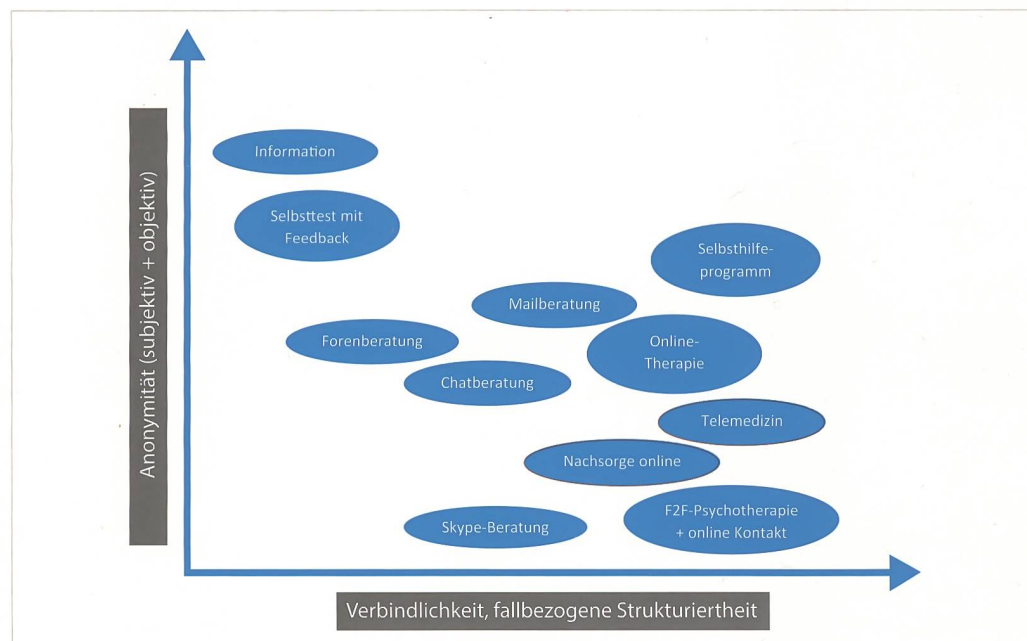 Anonymität (subjektiv + objektiv)
Information
Selbsttest mit
Feedback
Selbsthilfe-
programm
Mailberatung
Forenberatung
Online-
Therapie
Chatberatung
Telemedizin
Nachsorge online
F2F-Psychotherapie
+ online Kontakt
Skype-Beratung
Verbindlichkeit, fallbezogene Strukturiertheit